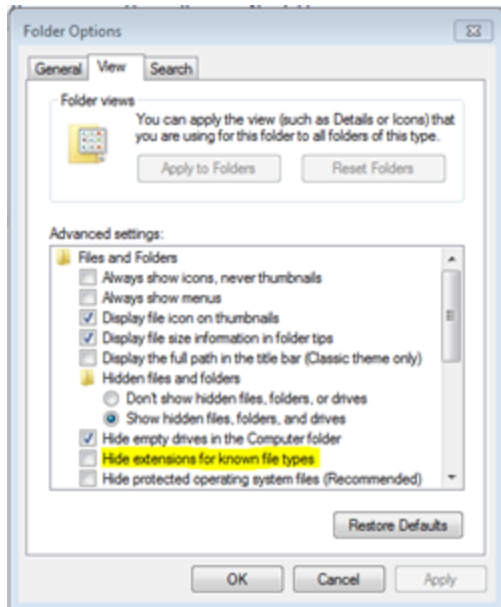 Folder Options
General
View
Search
Folder views
You can apply the view (such as Details or Icons) that
you are using for this folder to all folders of this type.
Apply to Folders
Reset Folders
Advanced settings:
Files and Folders
Always show icons, never thumbnails
Always show menus
Display file icon on thumbnails
Display file size information in folder tips
Display the full path in the title bar (Classic theme only)
Hidden files and folders
Don't show hidden files, folders, or drives
Show hidden files, folders, and drives
Hide empty drives in the Computer folder
Hide extensions for known file types
Hide protected operating system files (Recommended)
Restore Defaults
OK
Cancel
Apply